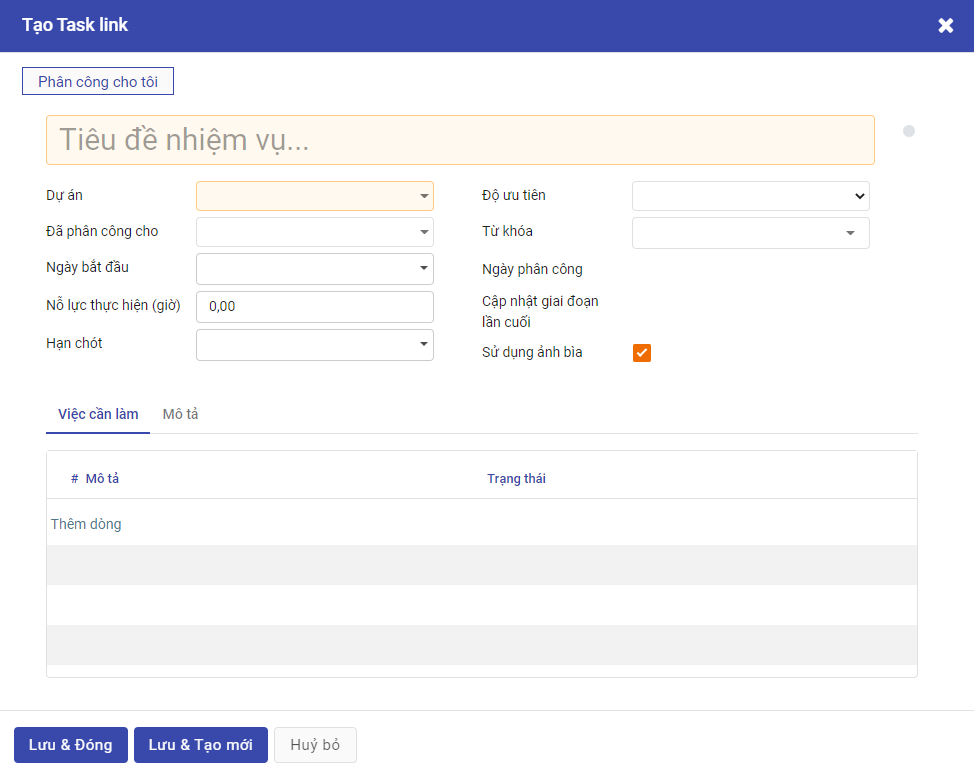 Tạo Task link
Phân công cho tôi
Tiêu đề nhiệm vụ...
Dự án
Đã phân công cho
Ngày bắt đầu
Nỗ lực thực hiện (giờ) 0,00
Hạn chót
Độ ưu tiên
Từ khóa
Ngày phân công
Cập nhật giai đoạn
lần cuối
Sử dụng ảnh bìa
Việc cần làm Mô tả
# Mô tả Trạng thái
Thêm dòng
Lưu & Đóng Lưu & Tạo mới Huỷ bỏ